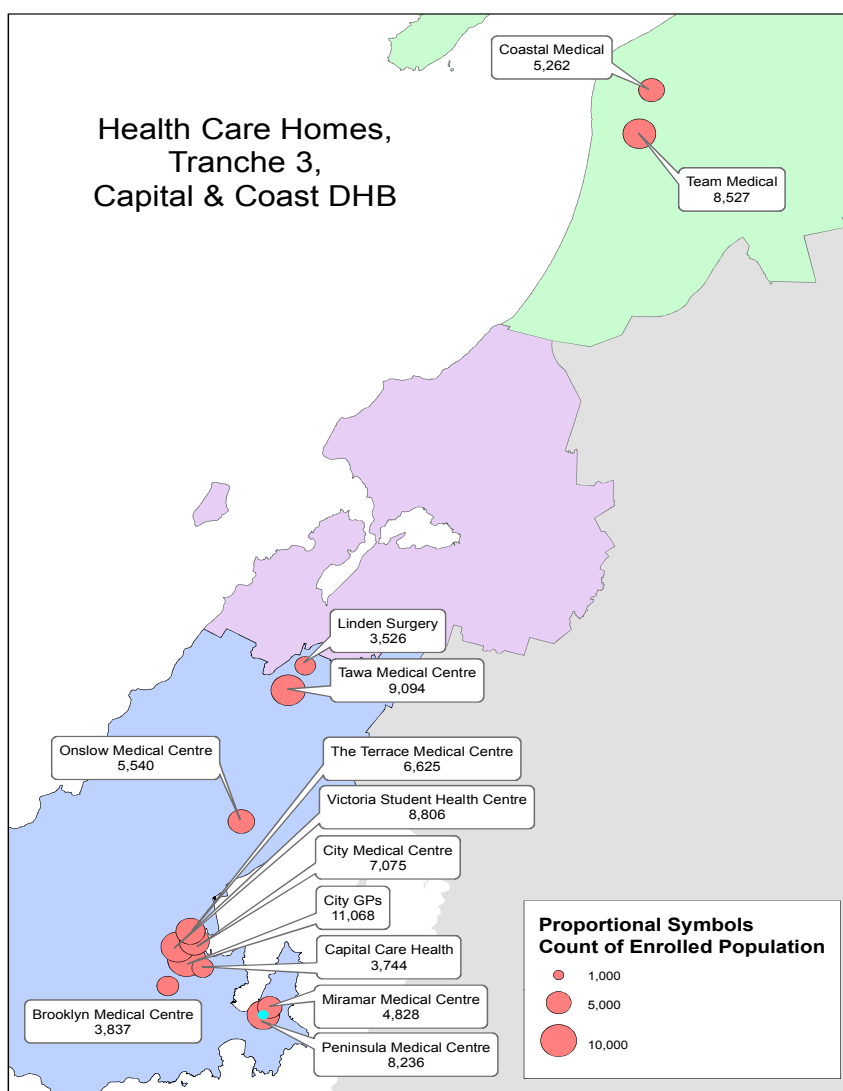 Coastal Medical
5,262
Health Care Homes,
Tranche 3,
Capital & Coast DHB
Team Medical
8,527
Linden Surgery
3,526
Tawa Medical Centre
9,094
Onslow Medical Centre
5,540
The Terrace Medical Centre
6,625
Victoria Student Health Centre
8,806
City Medical Centre
7,075
City GPs
11,068
Capital Care Health
3,744
Brooklyn Medical Centre
3,837
Miramar Medical Centre
4,828
Peninsula Medical Centre
8,236
Proportional Symbols
Count of Enrolled Population
1,000
5,000
10,000